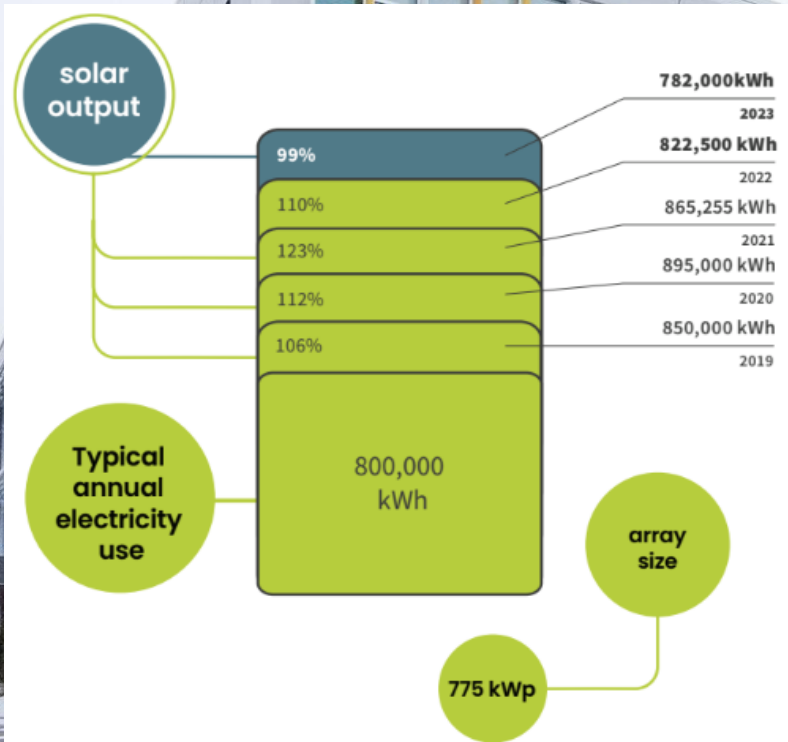 solar
output
99%
782,000kWh
2023
110%
822,500 kWh
2022
123%
865,255 kWh
2021
112%
895,000 kWh
2020
106%
850,000 kWh
2019
Typical
annual
electricity
use
800,000
kWh
array
size
775 kWp